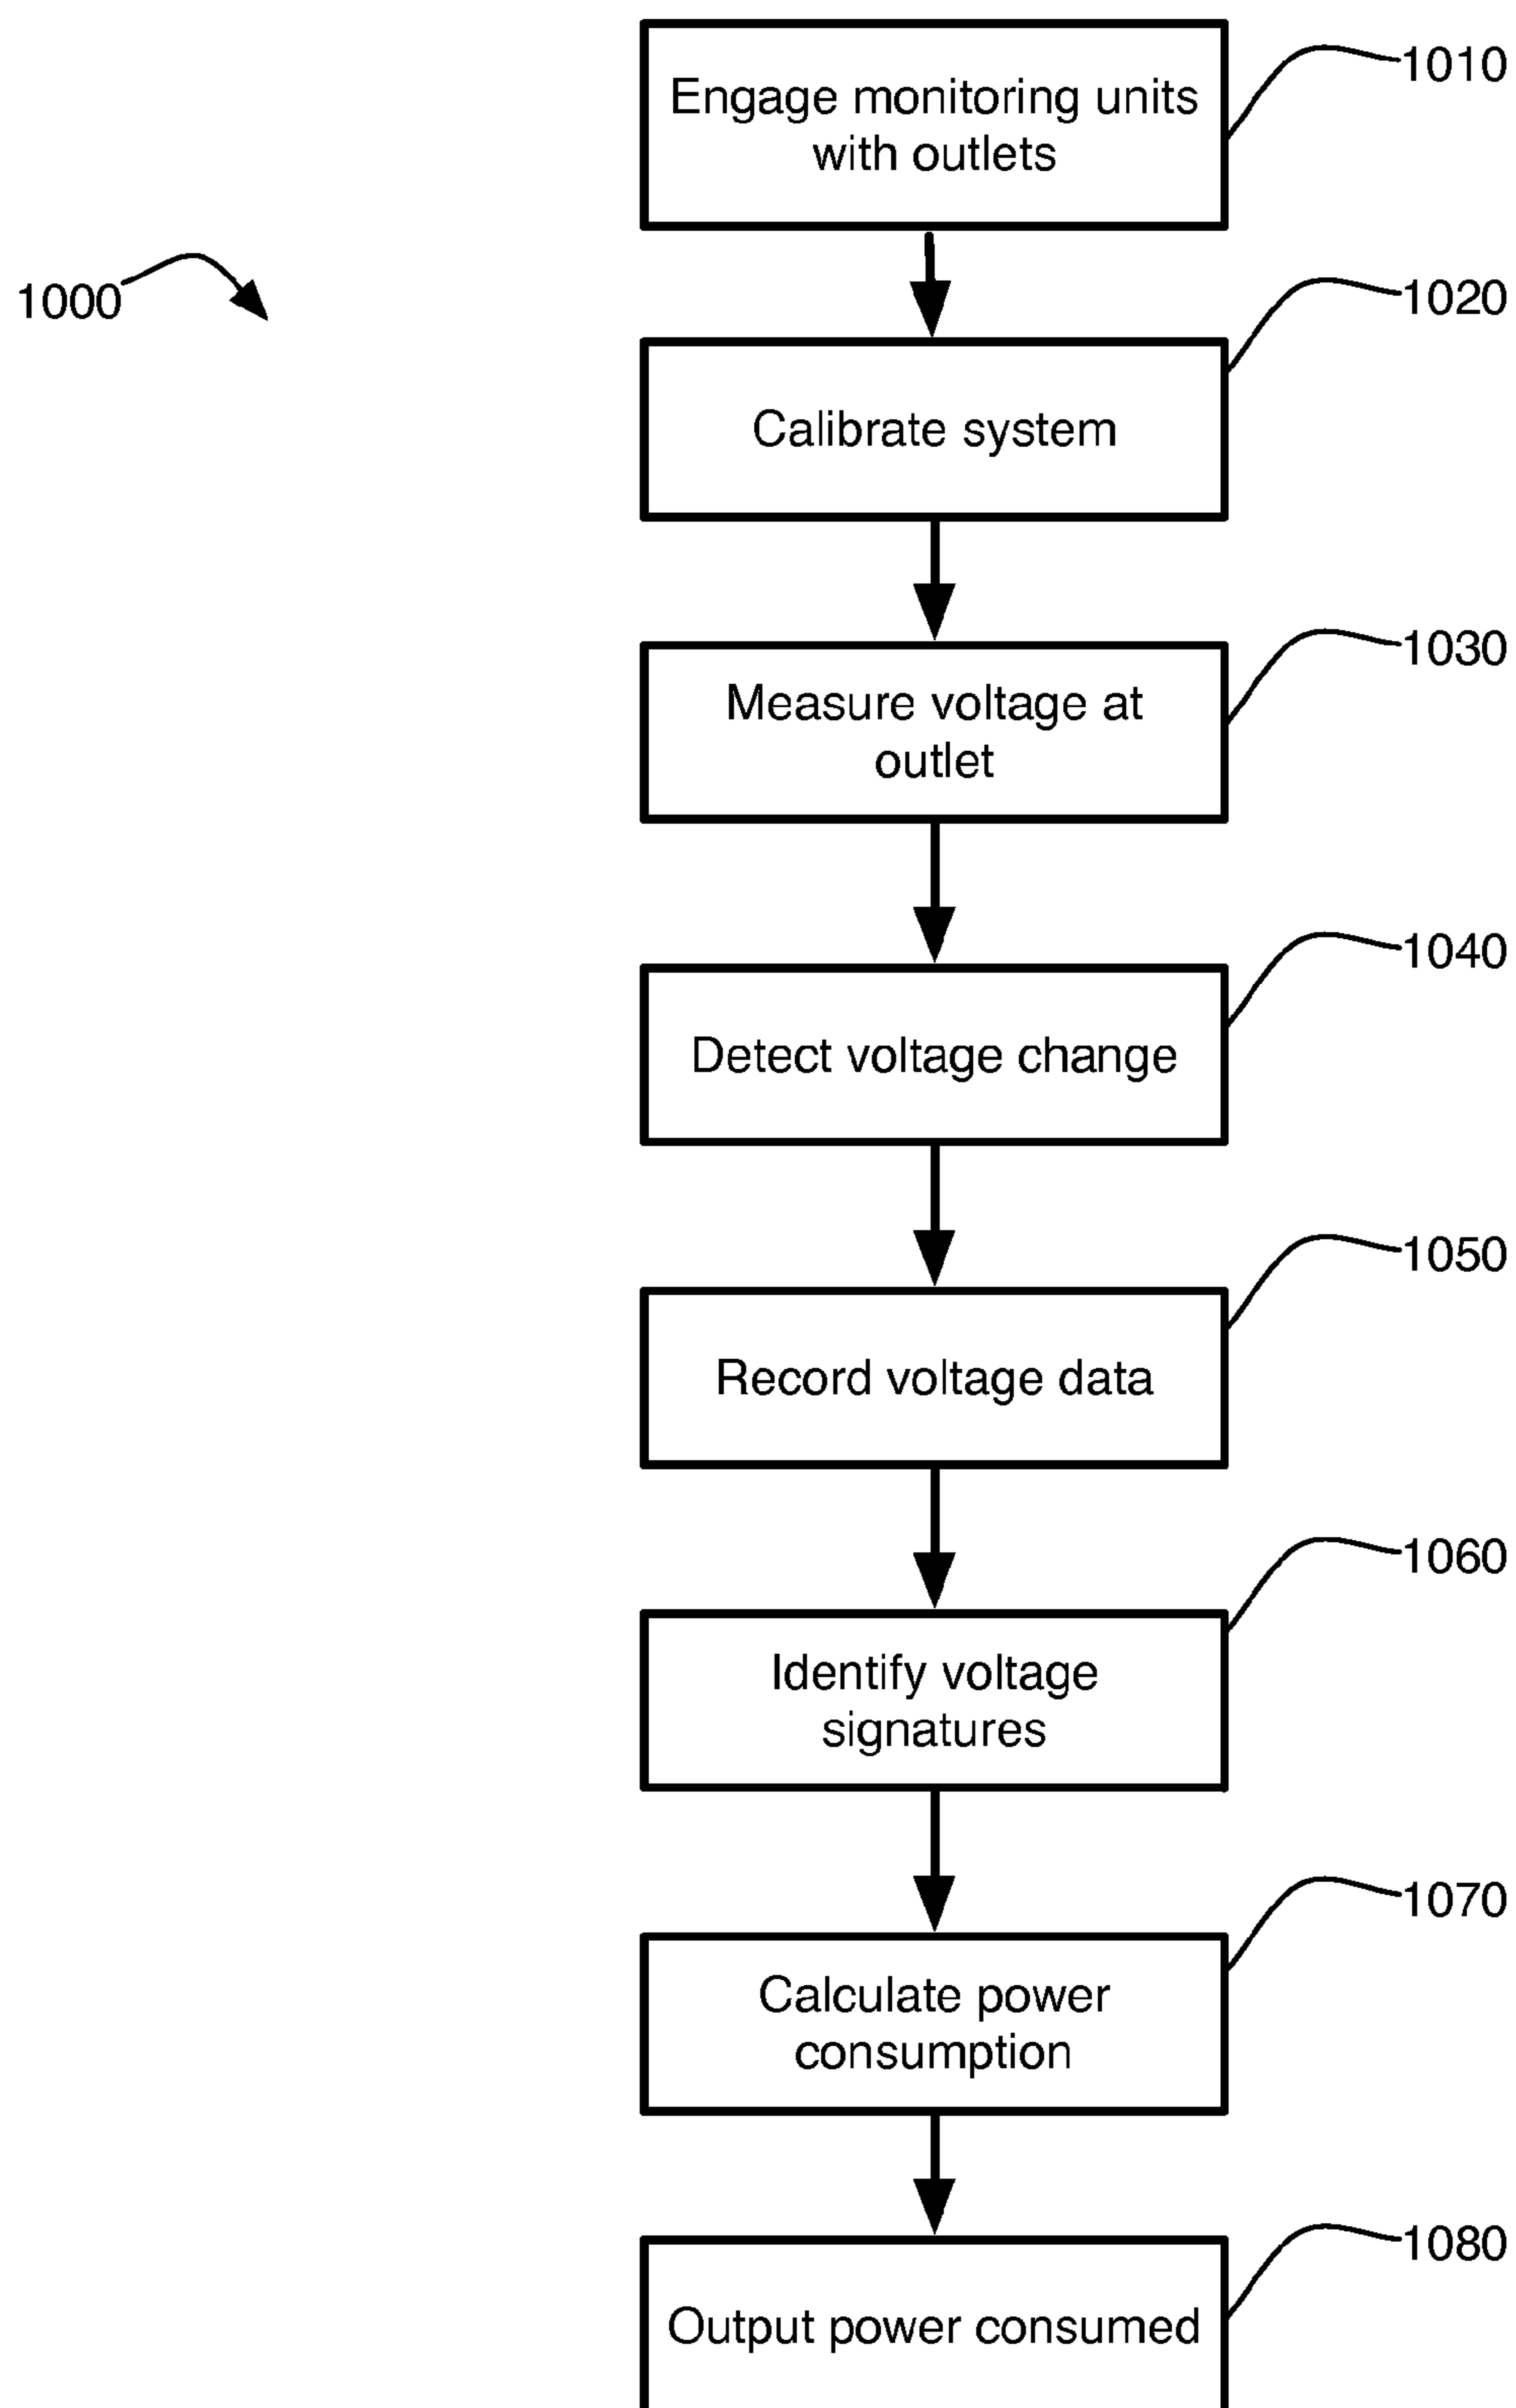 Engage monitoring units
with outlets
1010
1000
1020
Calibrate system
1030
Measure voltage at
outlet
1040
Detect voltage change
1050
Record voltage data
1060
Identify voltage
signatures
1070
Calculate power
consumption
1080
Output power consumed